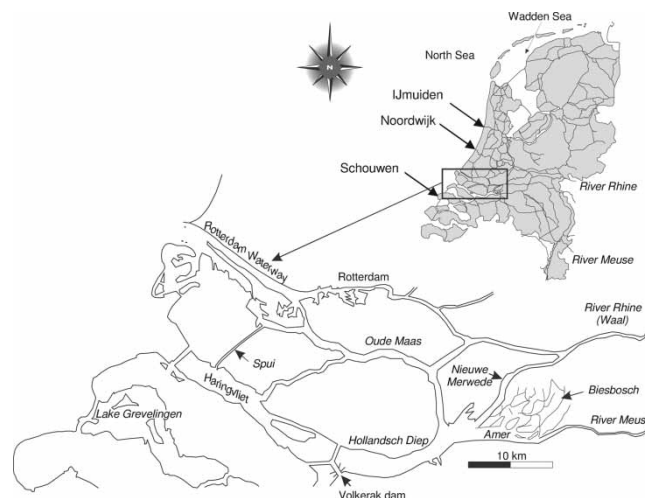 Wadden Sea
North Sea
N
IJmuiden
Noordwijk
Schouwen
River Rhine
River Meuse
Rotterdam Waterway
Rotterdam
River Rhine
(Waal)
Oude Maas
Spui
Nieuwe
Merwede
Haringvliet
Biesbosch
Lake Grevelingen
River Meus
Hollandsch Diep
Amer
10 km
Volkerak dam